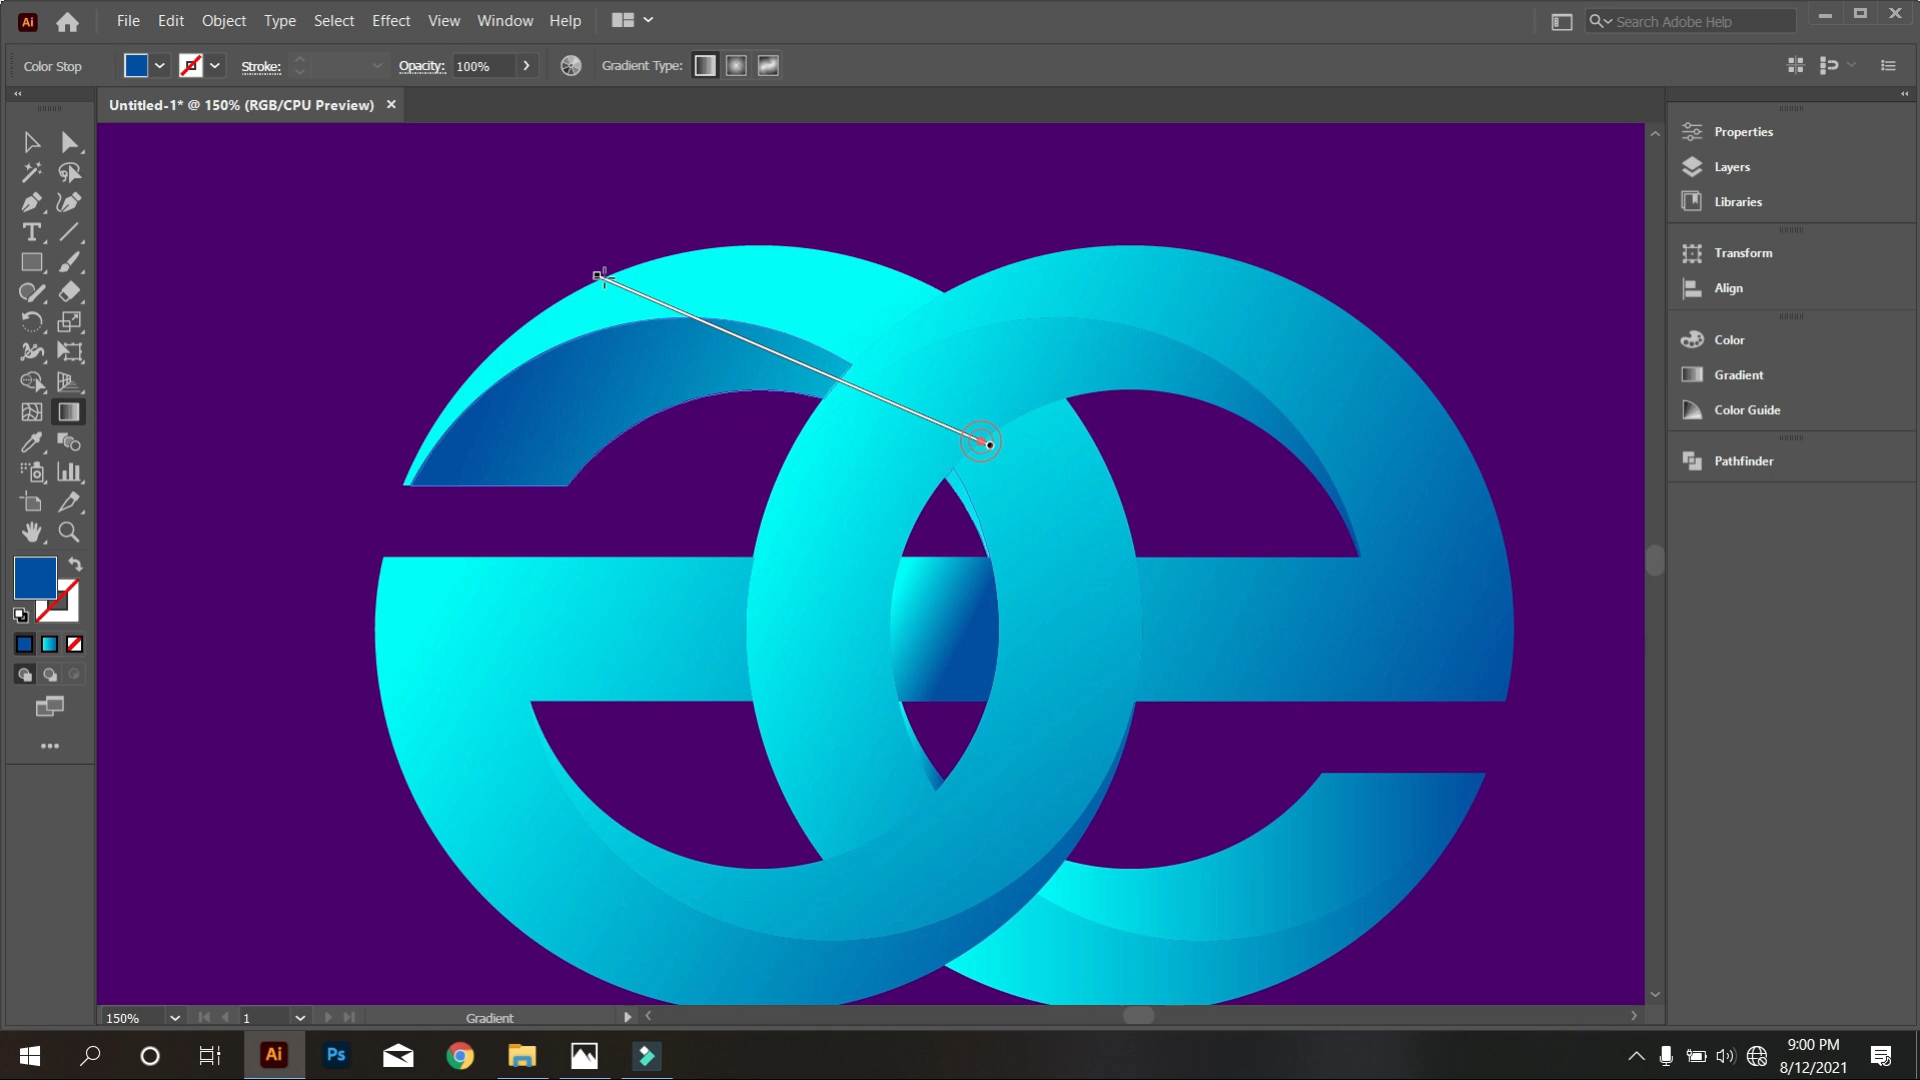 Ai File Edit Object Type Select Effect View Window Help Search Adobe Help
Color Stop Stroke: Opacity: 100% Gradient Type:
Untitled-1* @ 150% (RGB/CPU Preview)
Properties
Layers
Libraries
Transform
Align
Color
Gradient
Color Guide
Pathfinder
150% 1 Gradient
Ai Ps 9:00 PM
8/12/2021